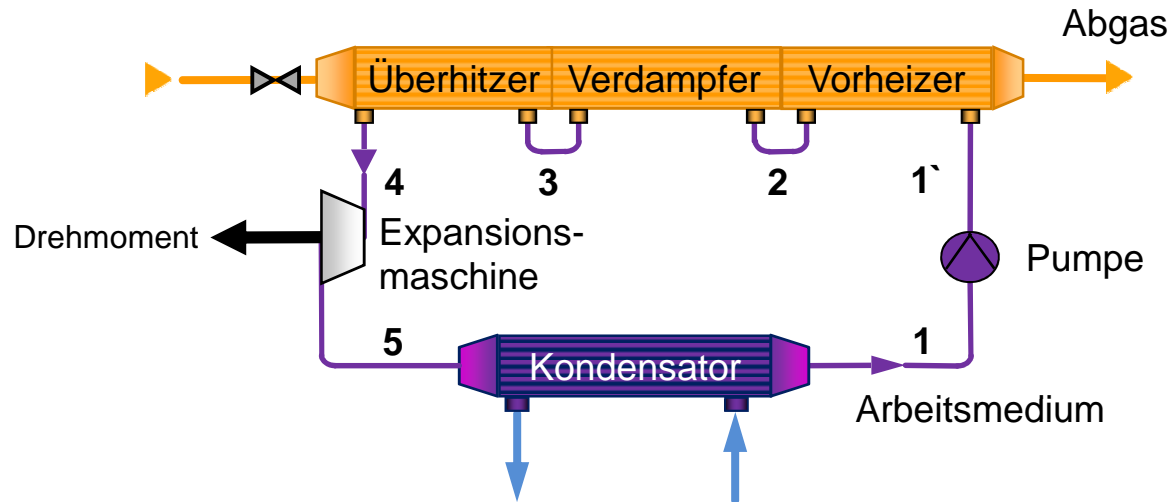 Abgas
Überhitzer Verdampfer Vorheizer
4 3 2 1`
Drehmoment
Expansions-
maschine
Pumpe
5 1
Kondensator
Arbeitsmedium